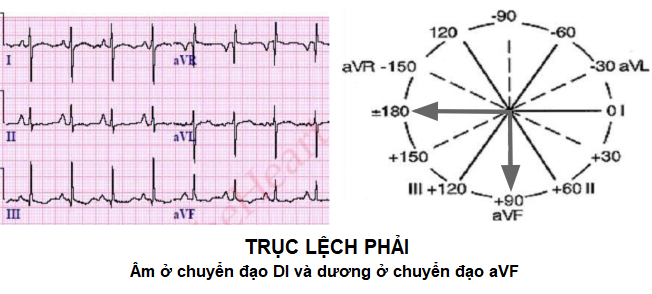 I
aVR
II
aVL
III
aVF
-90
120
-60
aVR -150
-30 aVL
±180
0 I
+150
+30
III +120
+60 II
+90
aVF
TRỤC LỆCH PHẢI
Âm ở chuyển đạo DI và dương ở chuyển đạo aVF